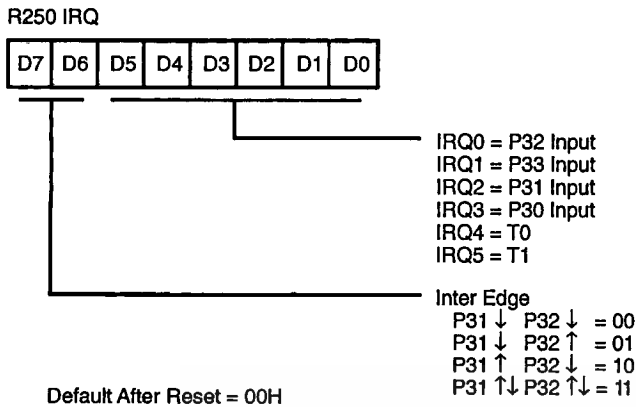 R250 IRQ
D7 D6 D5 D4 D3 D2 D1 D0
IRQ0 = P32 Input
IRQ1 = P33 Input
IRQ2 = P31 Input
IRQ3 = P30 Input
IRQ4 = T0
IRQ5 = T1
Inter Edge
P31 ↓ P32 ↓ = 00
P31 ↓ P32 ↑ = 01
P31 ↑ P32 ↓ = 10
P31 ↑↓ P32 ↑↓ = 11
Default After Reset = 00H